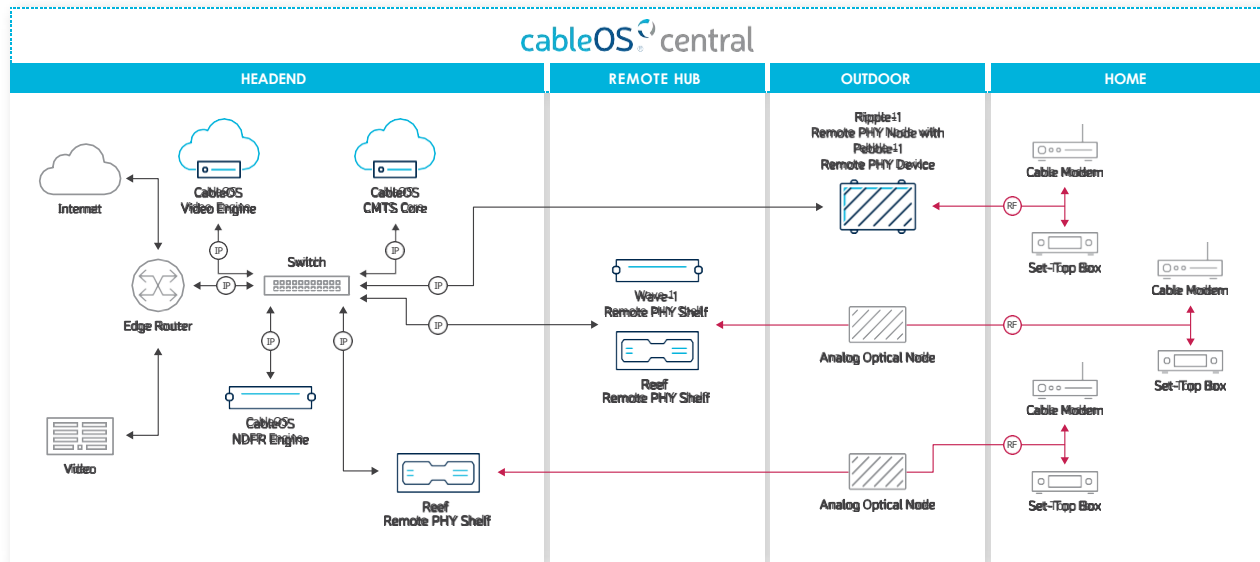 cableOS® central
HEADEND
REMOTE HUB
OUTDOOR
HOME
Internet
CableOS
Video Engine
CableOS
CMTS Core
IP
IP
Switch
IP
IP
Edge Router
IP
IP
IP
CableOS
NDFR Engine
Video
Reef
Remote PHY Shelf
Wave-1
Remote PHY Shelf
Reef
Remote PHY Shelf
Ripple-1
Remote PHY Node with
Pebble-1
Remote PHY Device
Analog Optical Node
Analog Optical Node
RF
Cable Modem
Set-Top Box
RF
Cable Modem
Set-Top Box
RF
Cable Modem
Set-Top Box